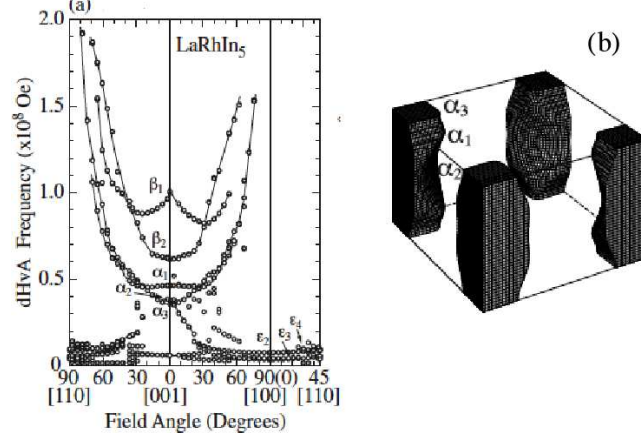 (a)
LaRhIn5
dHvA Frequency (x10^8 Oe)
2.0
1.5
1.0
0.5
0
β1
β2
α1
α2
α3
ε2
ε3
ε4
90 60 30 0 30 60 90(0) 45
[110] [001] [100] [110]
Field Angle (Degrees)
(b)
α3
α1
α2